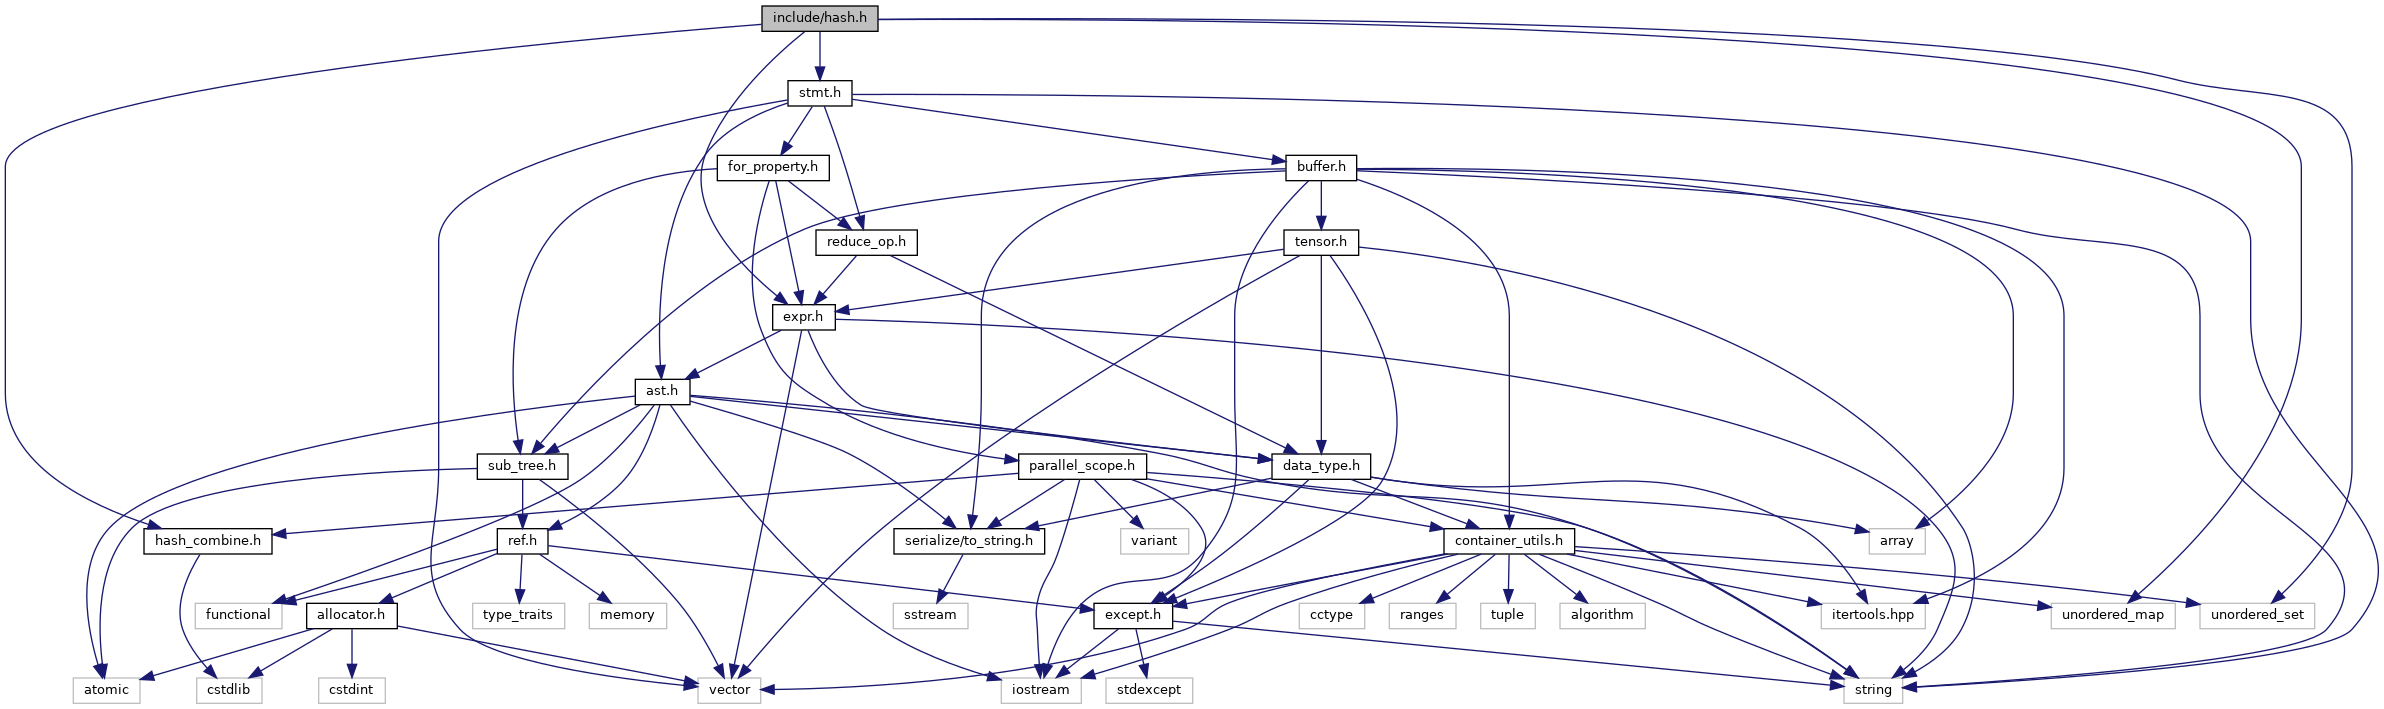 include/hash.h
stmt.h
for_property.h
buffer.h
reduce_op.h
tensor.h
expr.h
ast.h
sub_tree.h
parallel_scope.h
data_type.h
hash_combine.h
ref.h
serialize/to_string.h
variant
container_utils.h
array
functional
allocator.h
type_traits
memory
sstream
except.h
cctype
ranges
tuple
algorithm
itertools.hpp
unordered_map
unordered_set
atomic
cstdlib
cstdint
vector
iostream
stdexcept
string